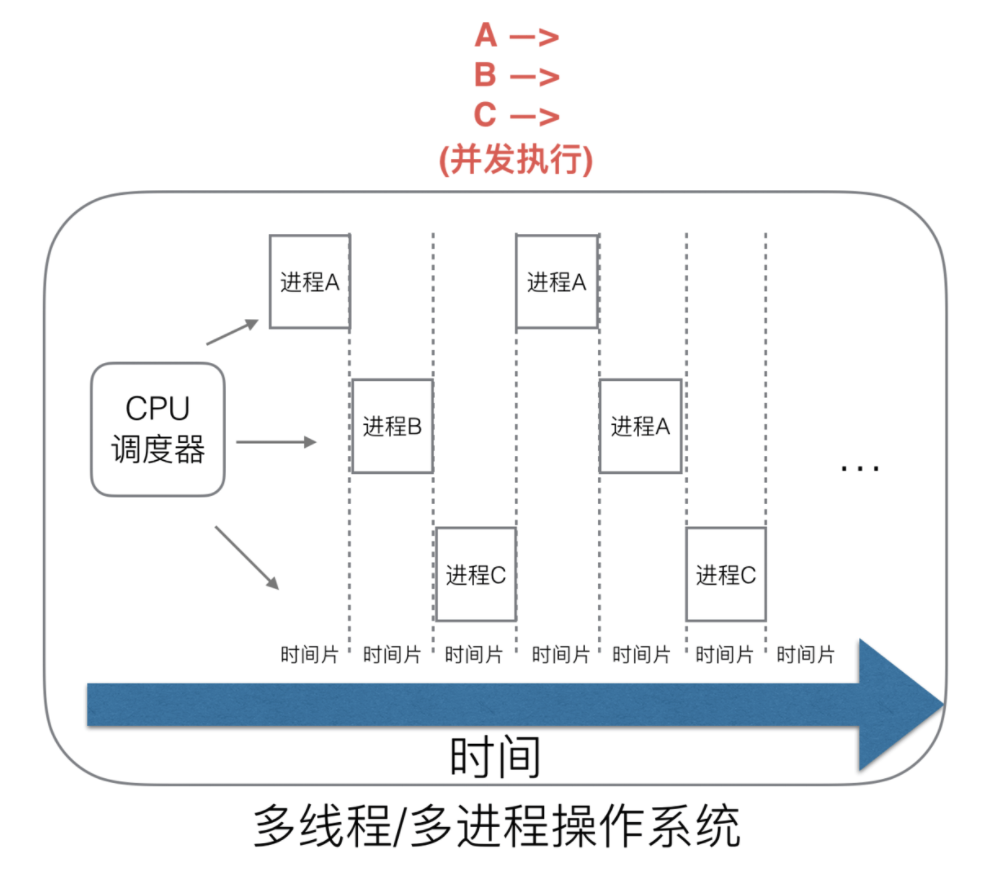 A —>
B —>
C —>
(并发执行)
进程A
进程A
CPU
调度器
进程B
进程A
...
进程C
进程C
时间片 时间片 时间片 时间片 时间片 时间片 时间片
时间
多线程/多进程操作系统